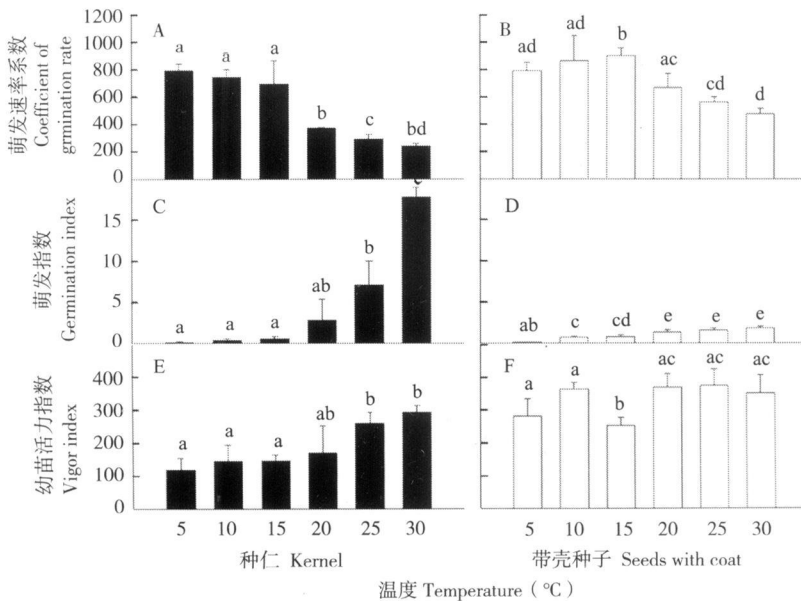 萌发速率系数
Coefficient of
grmination rate
1200
1000
800
600
400
200
0
A
a a a b c bd
B
ad ad b ac cd d
萌发指数
Germination index
15
10
5
0
C
a a a ab b c
D
ab c cd e e e
幼苗活力指数
Vigor index
400
300
200
100
0
E
a a a ab b b
F
a a b ac ac ac
5 10 15 20 25 30
5 10 15 20 25 30
种仁 Kernel
带壳种子 Seeds with coat
温度 Temperature（℃）